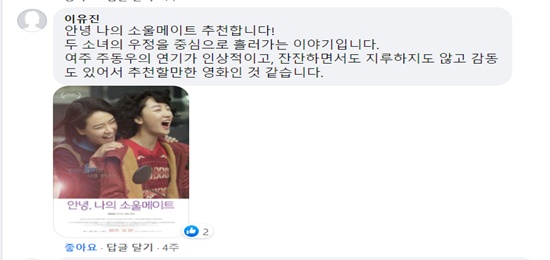 이유진
안녕 나의 소울메이트 추천합니다!
두 소녀의 우정을 중심으로 흘러가는 이야기입니다.
여주 주동우의 연기가 인상적이고, 잔잔하면서도 지루하지도 않고 감동
도 있어서 추천할만한 영화인 것 같습니다.
안녕, 나의 소울메이트
2
좋아요 · 답글 달기 · 4주